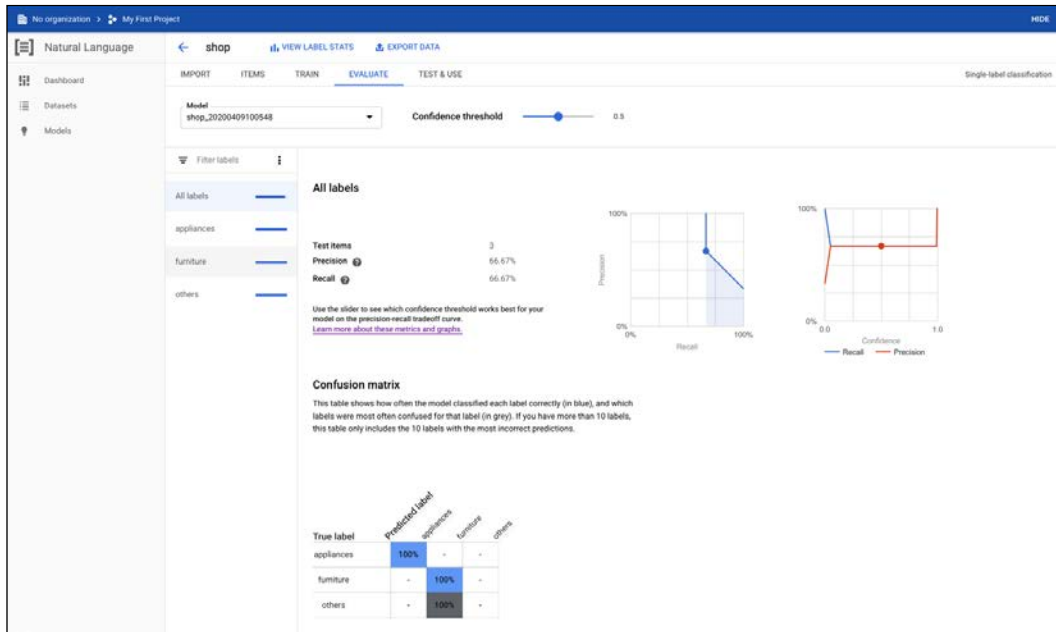 No organization > My First Project HIDE
Natural Language
shop VIEW LABEL STATS EXPORT DATA
Dashboard
Datasets
Models
IMPORT ITEMS TRAIN EVALUATE TEST & USE Single-label classification
Model
shop_20200409100548
Confidence threshold 0.5
Filter labels
All labels
appliances
furniture
others
All labels
Test items 3
Precision 66.67%
Recall 66.67%
Use the slider to see which confidence threshold works best for your
model on the precision-recall tradeoff curve.
Learn more about these metrics and graphs.
100%
Precision
0%
0% 100%
Recall
100%
0%
0.0 1.0
Confidence
Recall Precision
Confusion matrix
This table shows how often the model classified each label correctly (in blue), and which
labels were most often confused for that label (in grey). If you have more than 10 labels,
this table only includes the 10 labels with the most incorrect predictions.
True label Predicted label appliances furniture others
appliances 100% - -
furniture - 100% -
others - 100% -